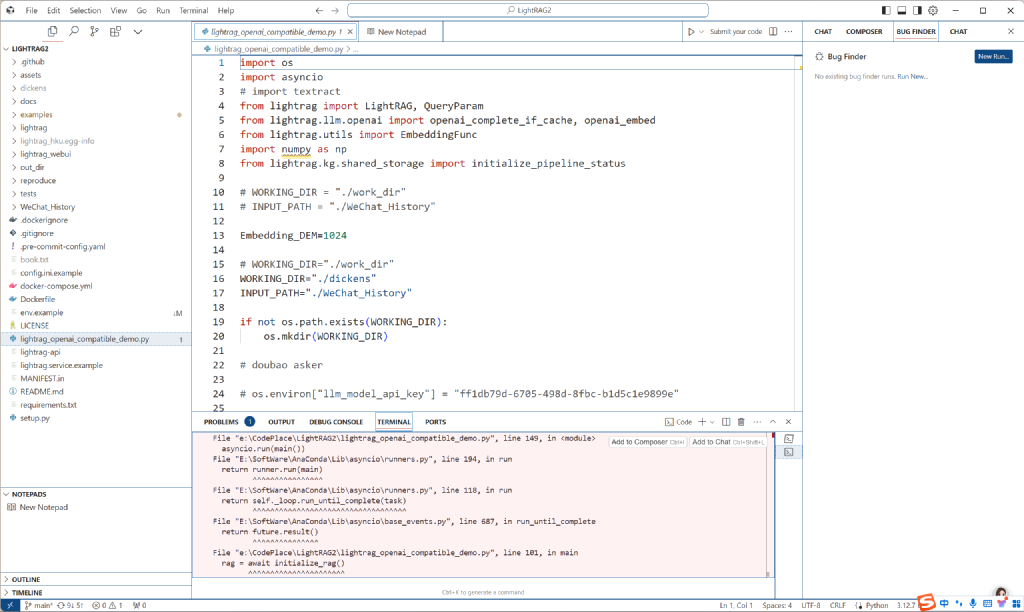 File Edit Selection View Go Run Terminal Help
LightRAG2
lightrag_openai_compatible_demo.py 1
New Notepad
Submit your code
CHAT COMPOSER BUG FINDER CHAT
LIGHTRAG2
.github
assets
dickens
docs
examples
lightrag
lightrag_hku.egg-info
lightrag_webui
out_dir
reproduce
tests
WeChat_History
.dockerignore
.gitignore
.pre-commit-config.yaml
book.txt
config.ini.example
docker-compose.yml
Dockerfile
env.example ↓M
LICENSE
lightrag_openai_compatible_demo.py 1
lightrag-api
lightrag.service.example
MANIFEST.in
README.md
requirements.txt
setup.py
NOTEPADS
New Notepad
OUTLINE
TIMELINE
lightrag_openai_compatible_demo.py > ...
1 import os
2 import asyncio
3 # import textract
4 from lightrag import LightRAG, QueryParam
5 from lightrag.llm.openai import openai_complete_if_cache, openai_embed
6 from lightrag.utils import EmbeddingFunc
7 import numpy as np
8 from lightrag.kg.shared_storage import initialize_pipeline_status
9
10 # WORKING_DIR = "./work_dir"
11 # INPUT_PATH = "./WeChat_History"
12
13 Embedding_DEM=1024
14
15 # WORKING_DIR="./work_dir"
16 WORKING_DIR="./dickens"
17 INPUT_PATH="./WeChat_History"
18
19 if not os.path.exists(WORKING_DIR):
20 os.mkdir(WORKING_DIR)
21
22 # doubao asker
23
24 # os.environ["llm_model_api_key"] = "ff1db79d-6705-498d-8fbc-b1d5c1e9899e"
25
Bug Finder
New Run...
No existing bug finder runs. Run New...
PROBLEMS 1 OUTPUT DEBUG CONSOLE TERMINAL PORTS
Code
File "e:\CodePlace\LightRAG2\lightrag_openai_compatible_demo.py", line 149, in <module>
Add to Composer Ctrl+I Add to Chat Ctrl+Shift+L
asyncio.run(main())
File "E:\SoftWare\AnaConda\Lib\asyncio\runners.py", line 194, in run
return runner.run(main)
^^^^^^^^^^^^^^^^
File "E:\SoftWare\AnaConda\Lib\asyncio\runners.py", line 118, in run
return self._loop.run_until_complete(task)
^^^^^^^^^^^^^^^^^^^^^^^^^^^^^^^^^^^
File "E:\SoftWare\AnaConda\Lib\asyncio\base_events.py", line 687, in run_until_complete
return future.result()
^^^^^^^^^^^^^^^
File "e:\CodePlace\LightRAG2\lightrag_openai_compatible_demo.py", line 101, in main
rag = await initialize_rag()
^^^^^^^^^^^^^^^^^^^^^^
Ctrl+K to generate a command
main* 9↓ 5↑ 0 1 0
Ln 1, Col 1 Spaces: 4 UTF-8 CRLF Python 3.12.7
中